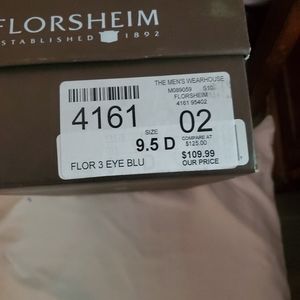 FLORSHEIM
ESTABLISHED 1892
THE MEN'S WEARHOUSE
M089059 S10
FLORSHEIM
4161 95402
4161
02
SIZE
9.5 D
COMPARE AT
$125.00
FLOR 3 EYE BLU
$109.99
OUR PRICE